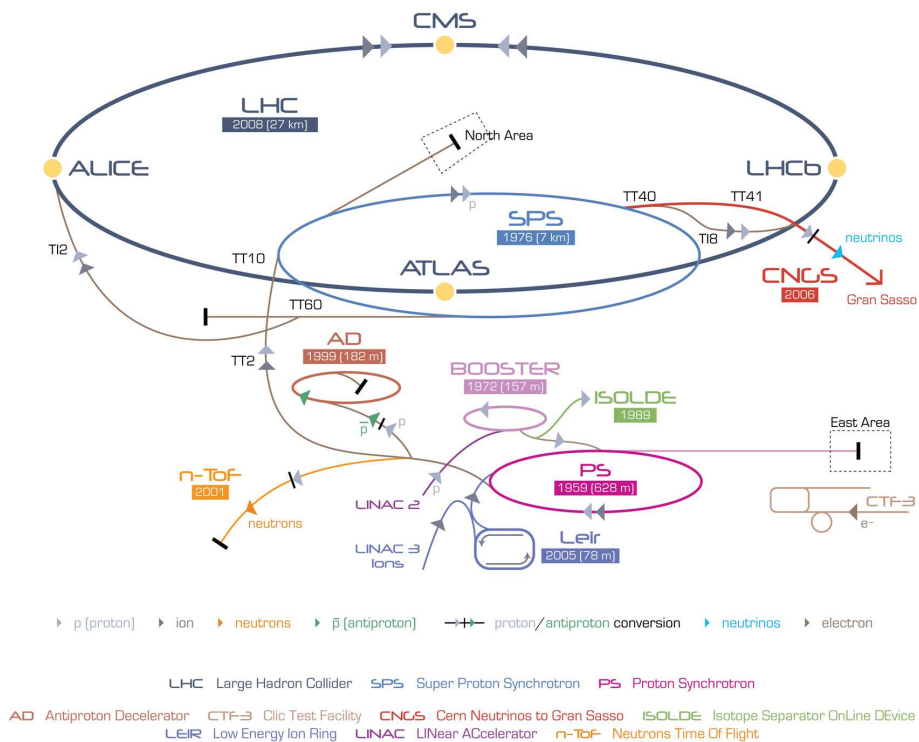 CMS
LHC
2008 (27 km)
North Area
ALICE
LHCb
TT40
TT41
p
SPS
1976 (7 km)
TI8
neutrinos
TI2
TT10
ATLAS
CNGS
2006
Gran Sasso
TT60
AD
1999 (182 m)
TT2
BOOSTER
1972 (157 m)
ISOLDE
1989
p̅
p
East Area
n-ToF
2001
p
PS
1959 (628 m)
LINAC 2
neutrons
CTF-3
e-
LINAC 3
Ions
Leir
2005 (78 m)
p (proton)
ion
neutrons
p̅ (antiproton)
proton/antiproton conversion
neutrinos
electron
LHC Large Hadron Collider
SPS Super Proton Synchrotron
PS Proton Synchrotron
AD Antiproton Decelerator
CTF-3 Clic Test Facility
CNGS Cern Neutrinos to Gran Sasso
ISOLDE Isotope Separator OnLine DEvice
LEIR Low Energy Ion Ring
LINAC LINear ACcelerator
n-ToF Neutrons Time Of Flight